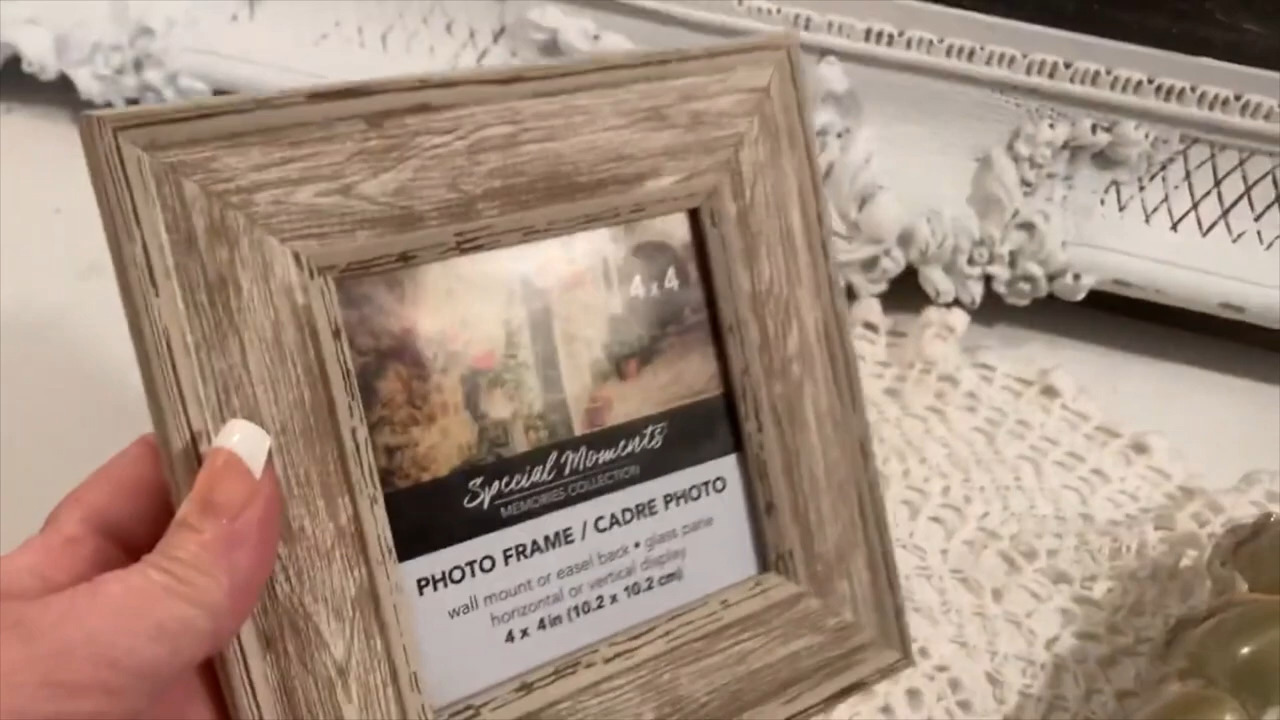 4x4
Special Moments
MEMORIES COLLECTION
PHOTO FRAME / CADRE PHOTO
wall mount or easel back • glass pane
horizontal or vertical display
4 x 4in (10.2 x 10.2 cm)